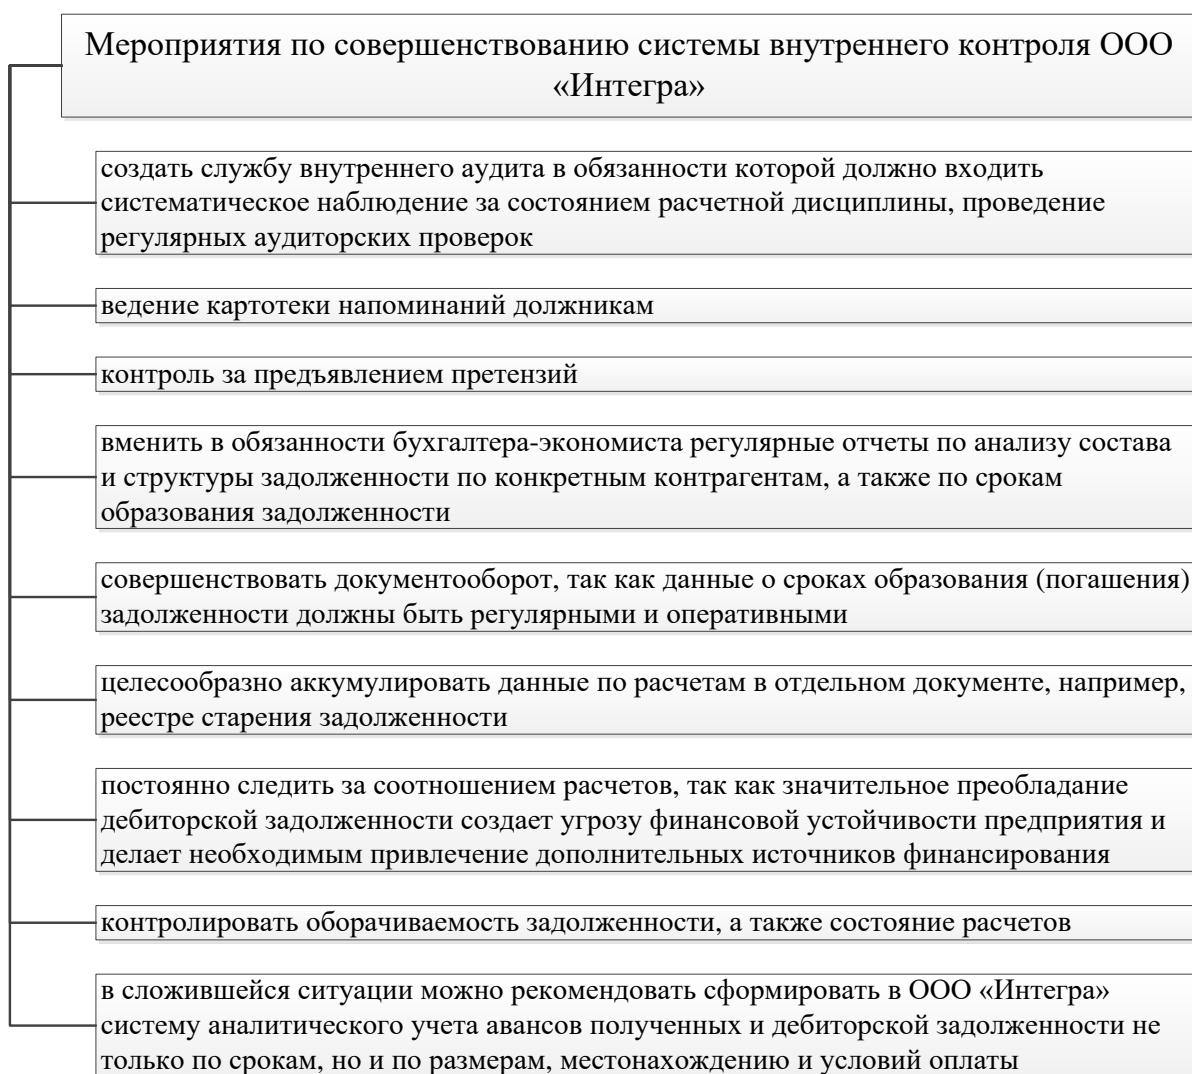 Мероприятия по совершенствованию системы внутреннего контроля ООО
«Интегра»
создать службу внутреннего аудита в обязанности которой должно входить
систематическое наблюдение за состоянием расчетной дисциплины, проведение
регулярных аудиторских проверок
ведение картотеки напоминаний должникам
контроль за предъявлением претензий
вменить в обязанности бухгалтера-экономиста регулярные отчеты по анализу состава
и структуры задолженности по конкретным контрагентам, а также по срокам
образования задолженности
совершенствовать документооборот, так как данные о сроках образования (погашения)
задолженности должны быть регулярными и оперативными
целесообразно аккумулировать данные по расчетам в отдельном документе, например,
реестре старения задолженности
постоянно следить за соотношением расчетов, так как значительное преобладание
дебиторской задолженности создает угрозу финансовой устойчивости предприятия и
делает необходимым привлечение дополнительных источников финансирования
контролировать оборачиваемость задолженности, а также состояние расчетов
в сложившейся ситуации можно рекомендовать сформировать в ООО «Интегра»
систему аналитического учета авансов полученных и дебиторской задолженности не
только по срокам, но и по размерам, местонахождению и условий оплаты